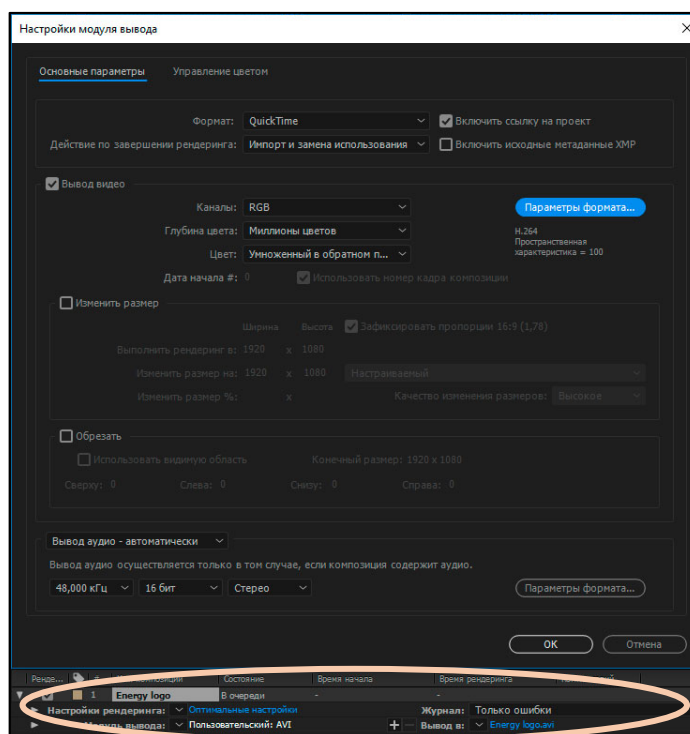 Настройки модуля вывода
Основные параметры Управление цветом
Формат: QuickTime Включить ссылку на проект
Действие по завершении рендеринга: Импорт и замена использования Включить исходные метаданные XMP
Вывод видео
Каналы: RGB Параметры формата...
Глубина цвета: Миллионы цветов H.264
Пространственная
Цвет: Умноженный в обратном п... характеристика = 100
Дата начала #: 0 Использовать номер кадра композиции
Изменить размер
Ширина Высота Зафиксировать пропорции 16:9 (1,78)
Выполнить рендеринг в: 1920 x 1080
Изменить размер на: 1920 x 1080 Настраиваемый
Изменить размер %: x Качество изменения размеров: Высокое
Обрезать
Использовать видимую область Конечный размер: 1920 x 1080
Сверху: 0 Слева: 0 Снизу: 0 Справа: 0
Вывод аудио - автоматически
Вывод аудио осуществляется только в том случае, если композиция содержит аудио.
48,000 кГц 16 бит Стерео Параметры формата...
ОК Отмена
Ренде... # Состояние Время начала Время рендеринга
1 Energy logo В очереди - -
Настройки рендеринга: Оптимальные настройки Журнал: Только ошибки
Модуль вывода: Пользовательский: AVI + − Вывод в: Energy logo.avi